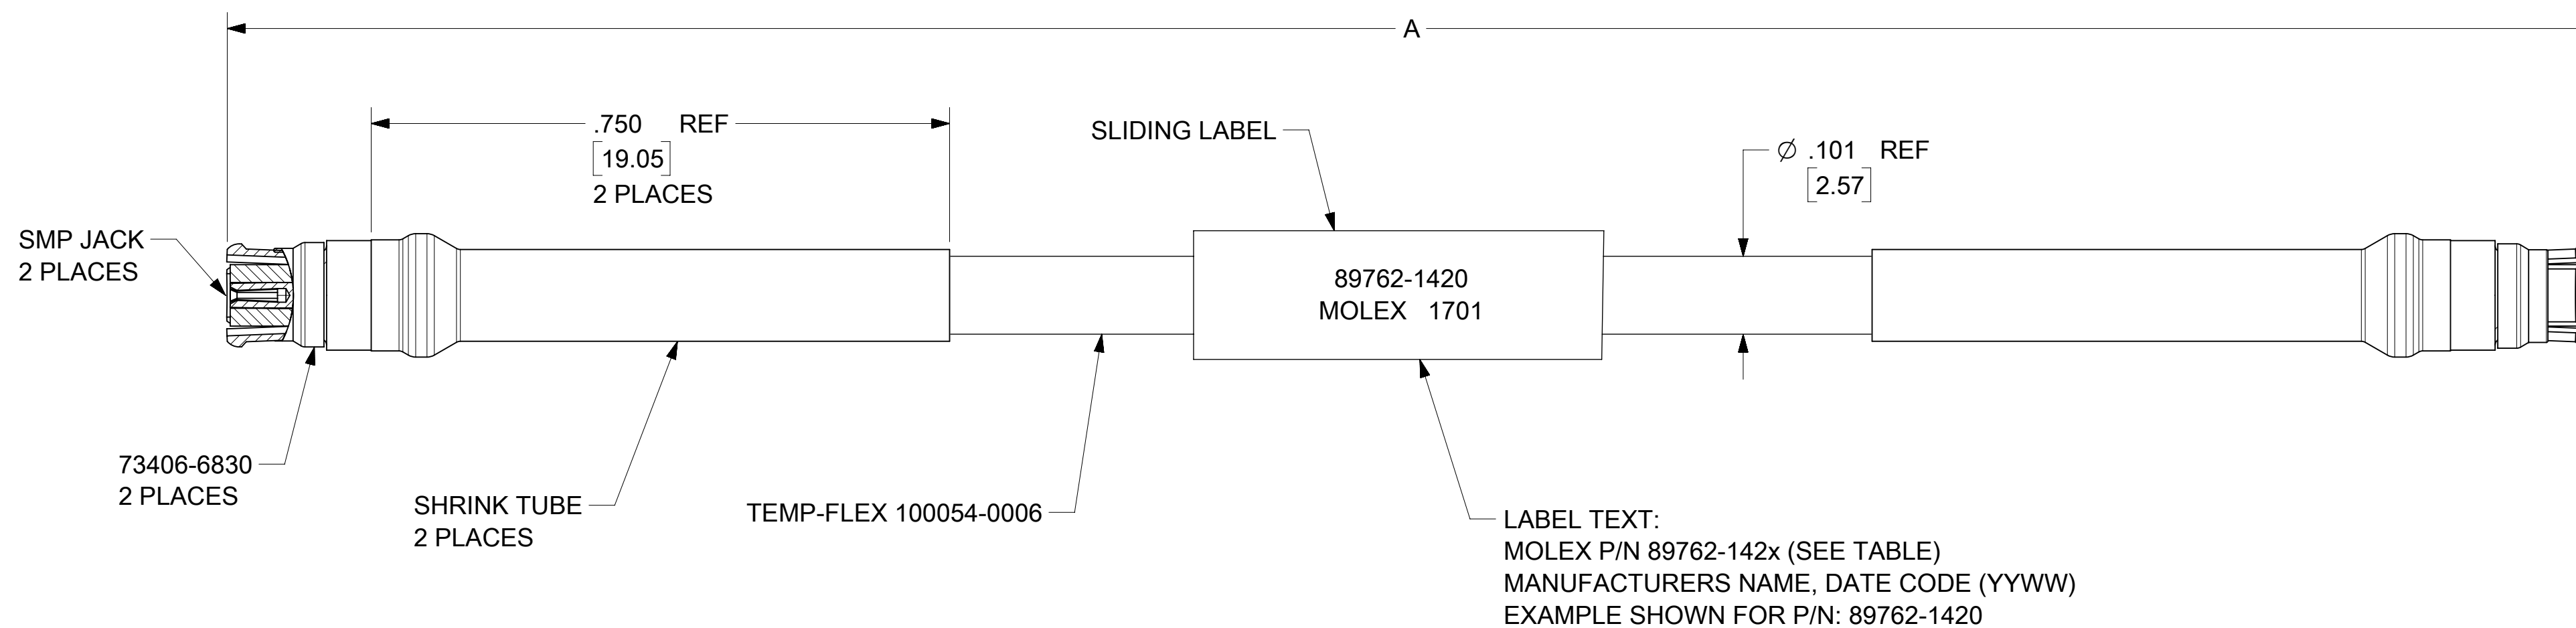 A
.750 REF
[19.05]
2 PLACES
SLIDING LABEL
Ø .101 REF
[2.57]
SMP JACK
2 PLACES
89762-1420
MOLEX 1701
73406-6830
2 PLACES
SHRINK TUBE
2 PLACES
TEMP-FLEX 100054-0006
LABEL TEXT:
MOLEX P/N 89762-142x (SEE TABLE)
MANUFACTURERS NAME, DATE CODE (YYWW)
EXAMPLE SHOWN FOR P/N: 89762-1420